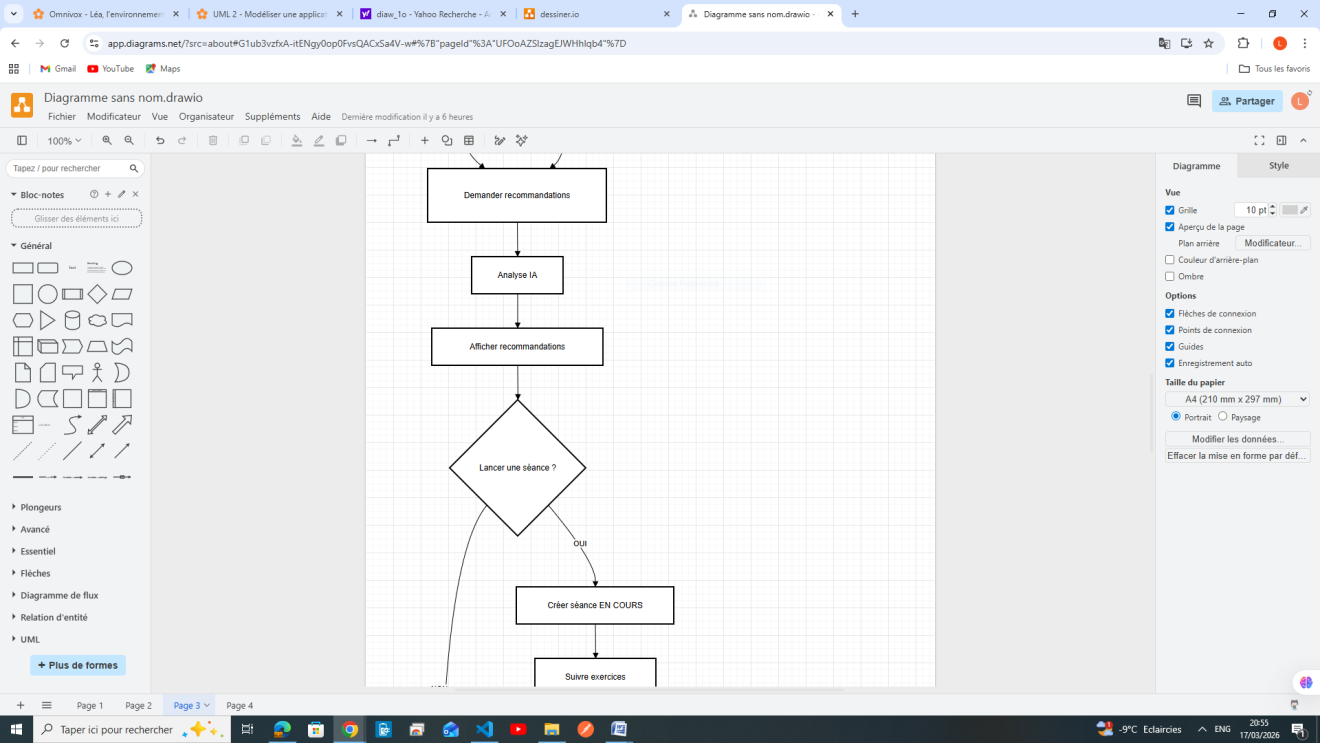 Omnivox - Léa, l'environnemen
UML 2 - Modéliser une applicat
diaw_1o - Yahoo Recherche - A
dessiner.io
Diagramme sans nom.drawio -
app.diagrams.net/?src=about#G1ub3vzfxA-itENgy0op0FvsQACxSa4V-w#%7B"pageId"%3A"UFOoAZSlzagEJWHhlqb4"%7D
L
Gmail
YouTube
Maps
Tous les favoris
Diagramme sans nom.drawio
Fichier Modificateur Vue Organisateur Suppléments Aide Dernière modification il y a 6 heures
Partager
L
100%
Tapez / pour rechercher
Bloc-notes
Glisser des éléments ici
Général
Plongeurs
Avancé
Essentiel
Flèches
Diagramme de flux
Relation d'entité
UML
+ Plus de formes
Demander recommandations
Analyse IA
Afficher recommandations
Lancer une séance ?
OUI
Créer séance EN COURS
Suivre exercices
Diagramme Style
Vue
Grille 10 pt
Aperçu de la page
Plan arrière Modificateur...
Couleur d'arrière-plan
Ombre
Options
Flèches de connexion
Points de connexion
Guides
Enregistrement auto
Taille du papier
A4 (210 mm x 297 mm)
Portrait Paysage
Modifier les données...
Effacer la mise en forme par déf...
Page 1 Page 2 Page 3 Page 4
Taper ici pour rechercher
-9°C Eclaircies
ENG
20:55
17/03/2026